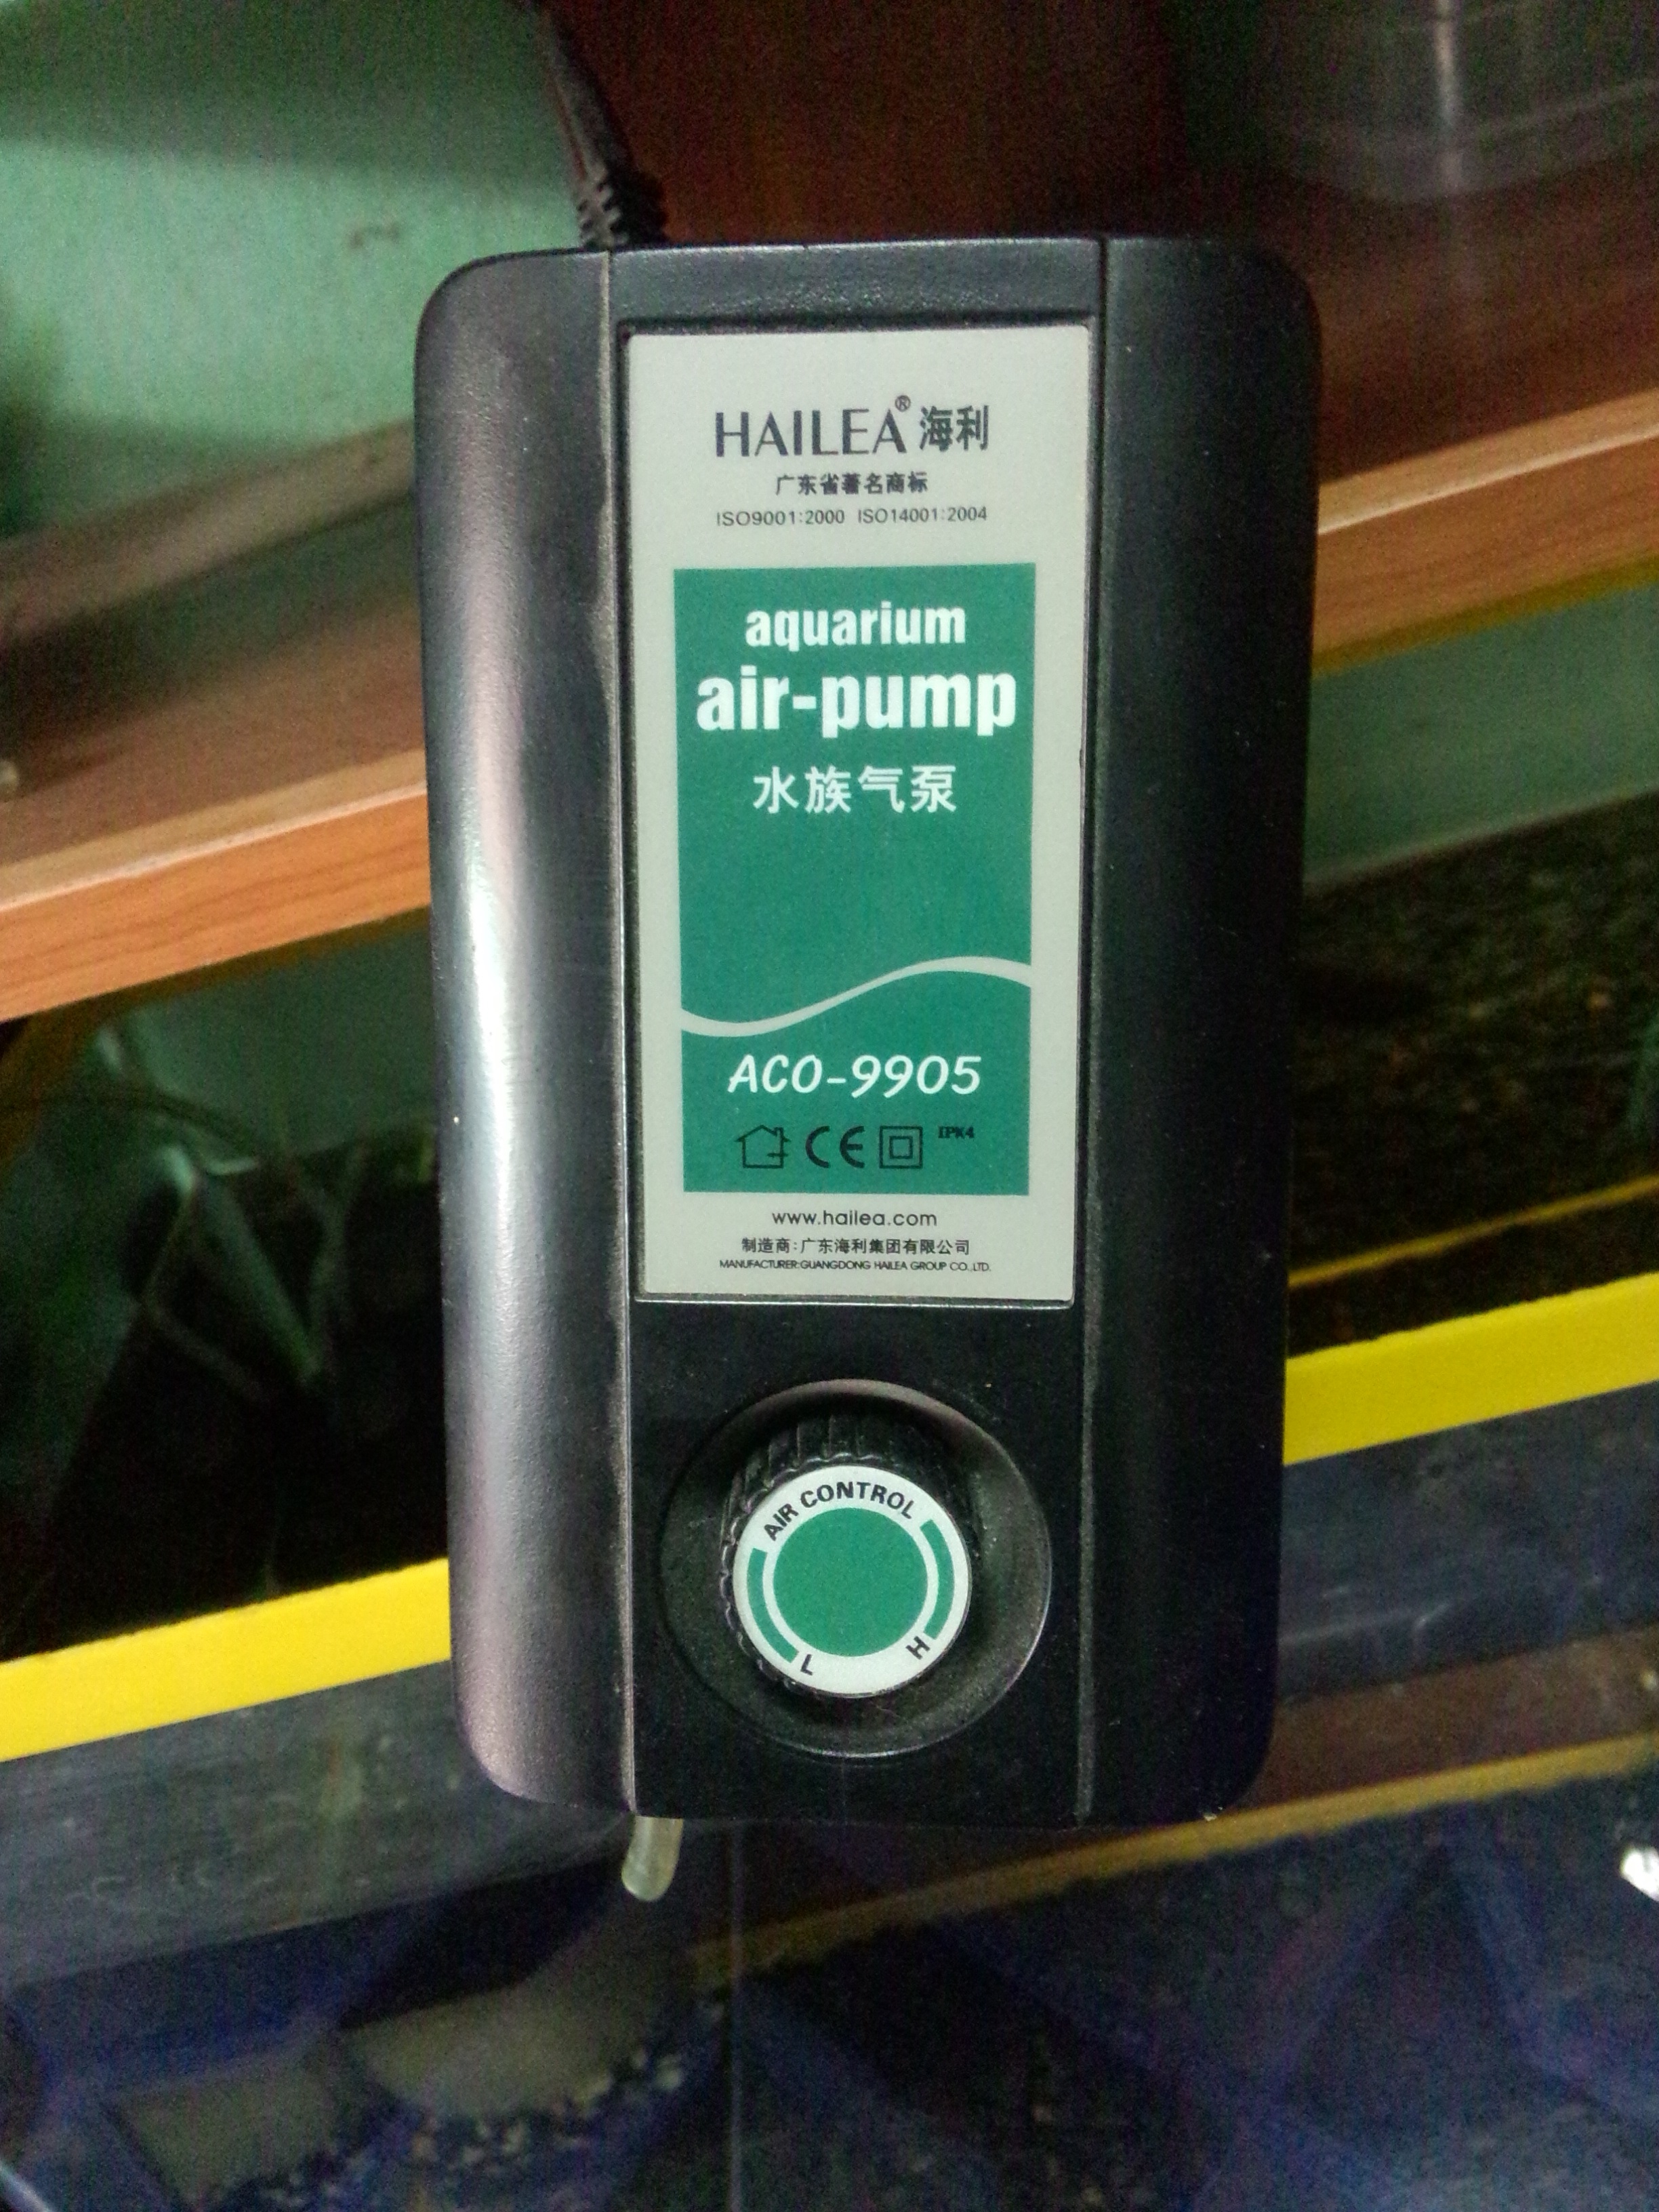 HAILEA® 海利
广东省著名商标
ISO9001:2000 ISO14001:2004
aquarium
air-pump
水族气泵
ACO-9905
CE IPX4
www.hailea.com
制造商:广东海利集团有限公司
MANUFACTURER:GUANGDONG HAILEA GROUP CO.,LTD.
AIR CONTROL
L H